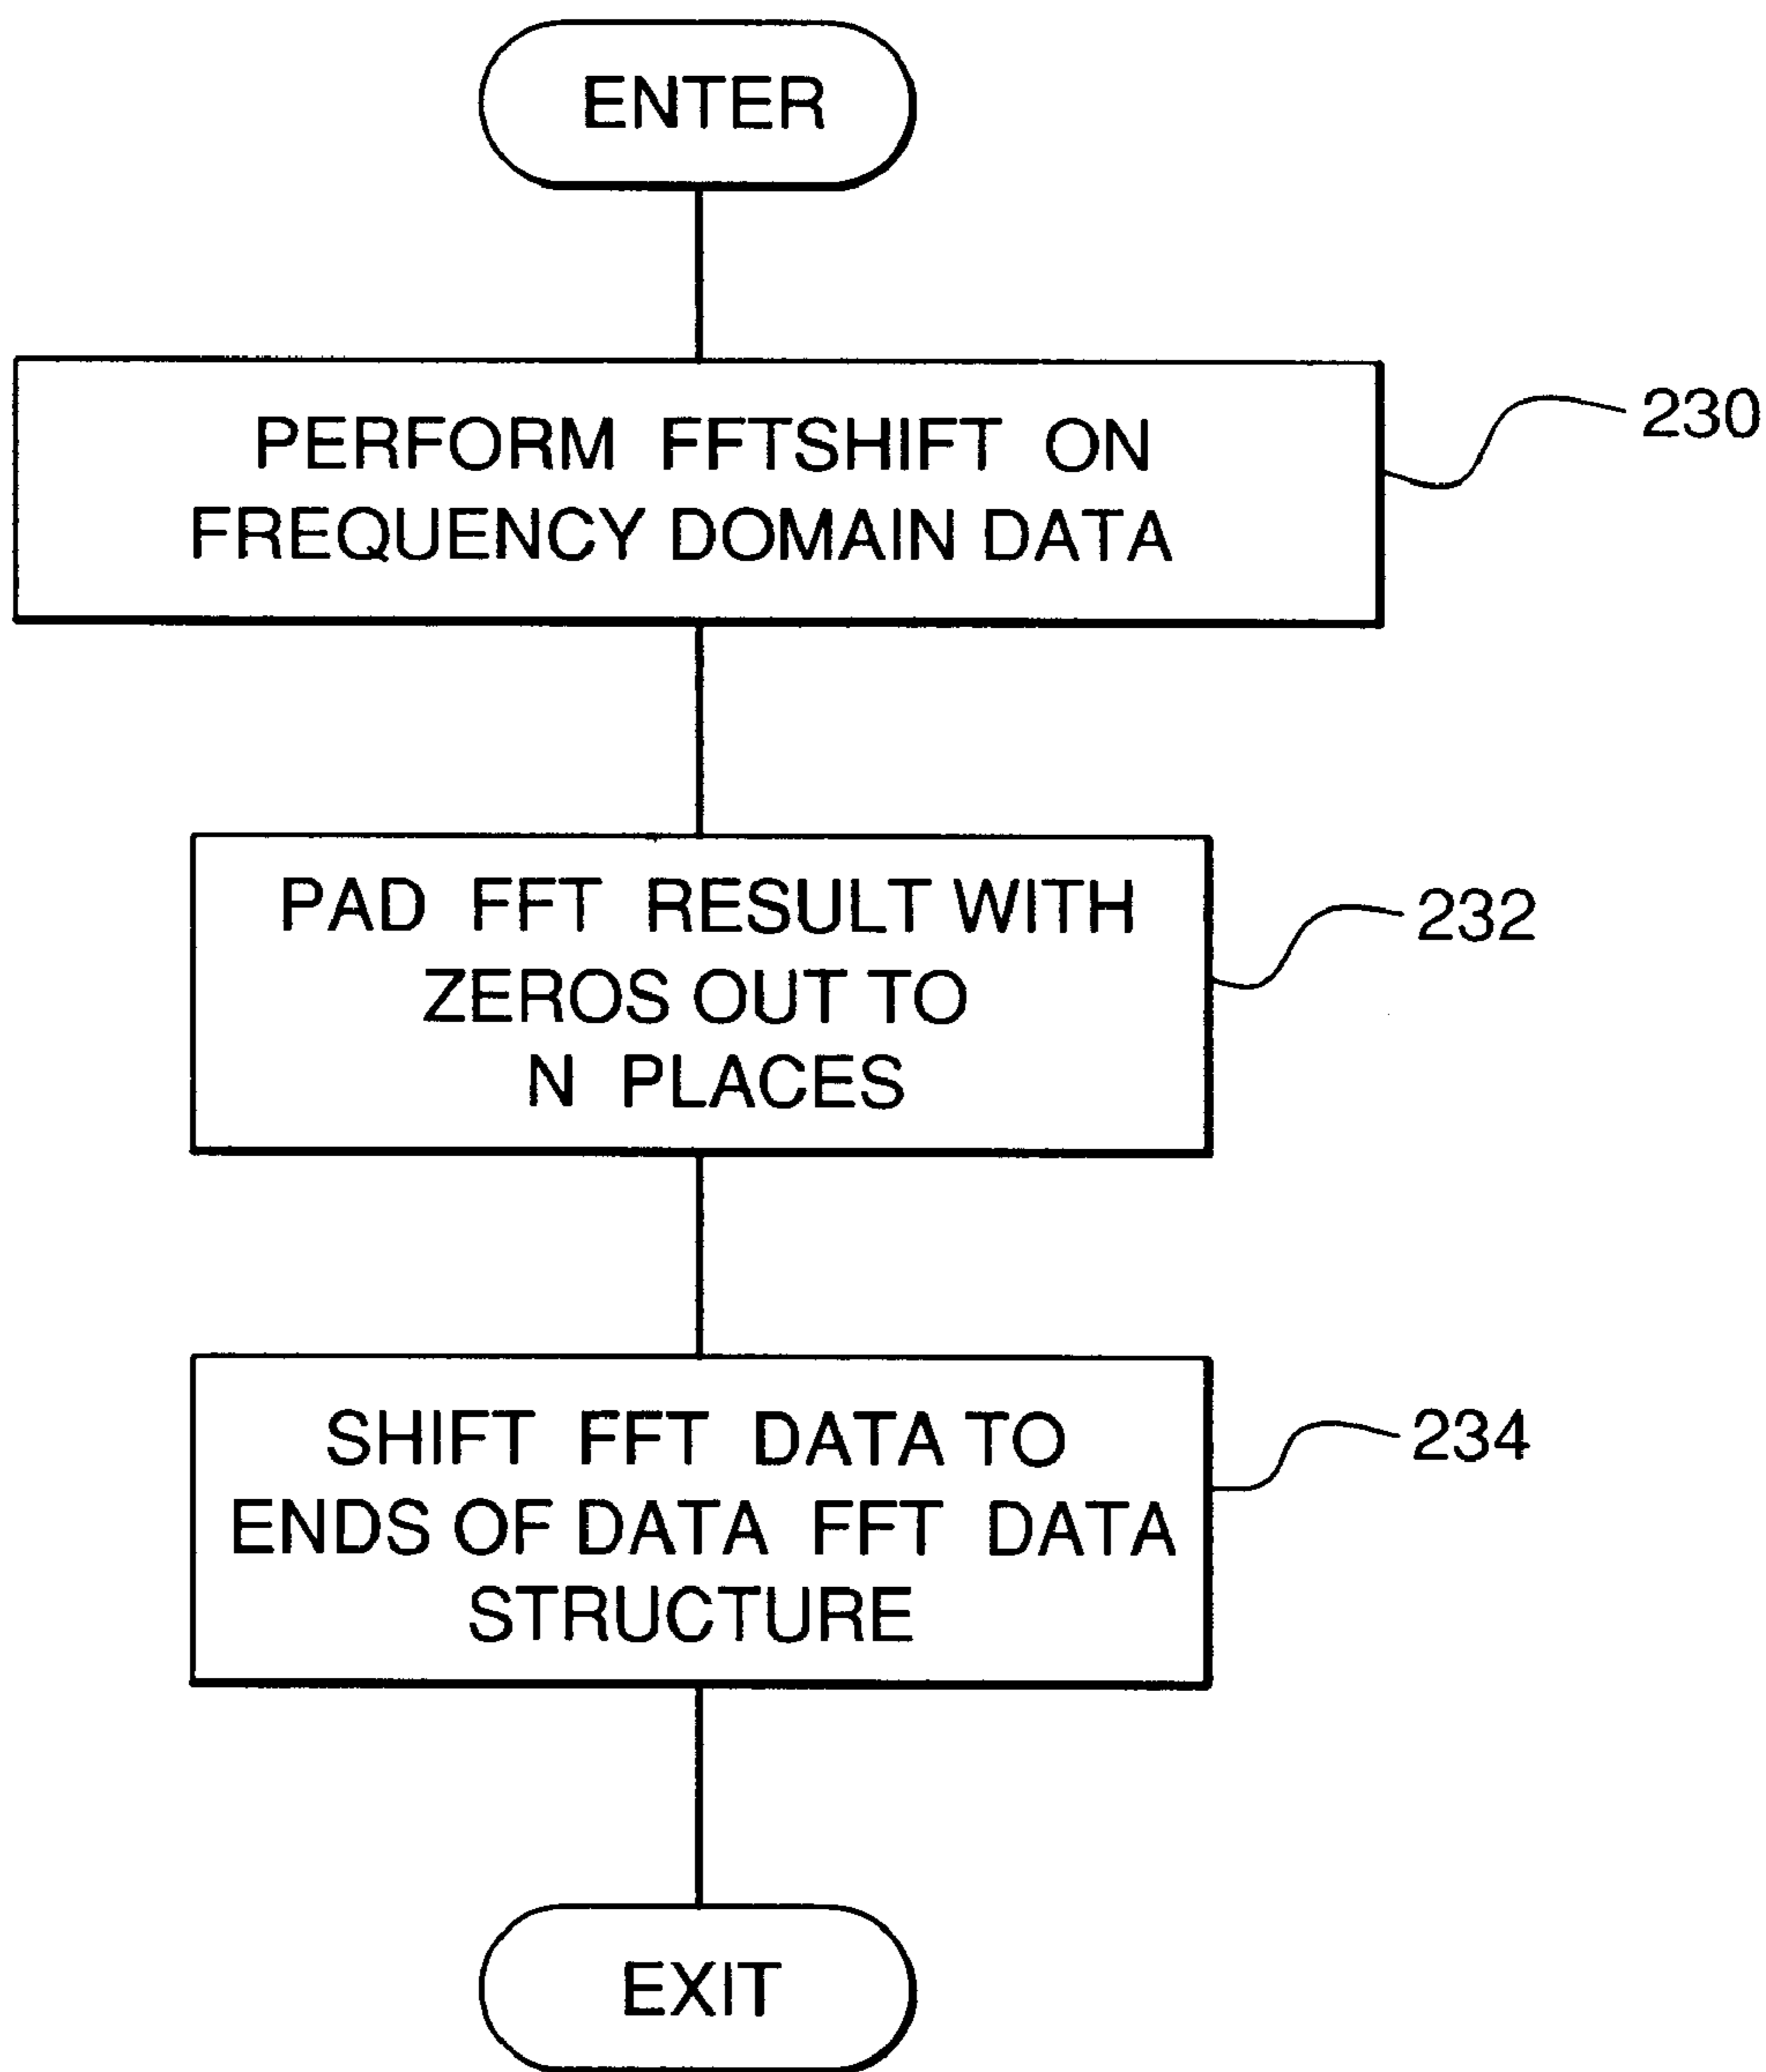 ENTER
PERFORM FFTSHIFT ON
FREQUENCY DOMAIN DATA
230
PAD FFT RESULT WITH
ZEROS OUT TO
N PLACES
232
SHIFT FFT DATA TO
ENDS OF DATA FFT DATA
STRUCTURE
234
EXIT